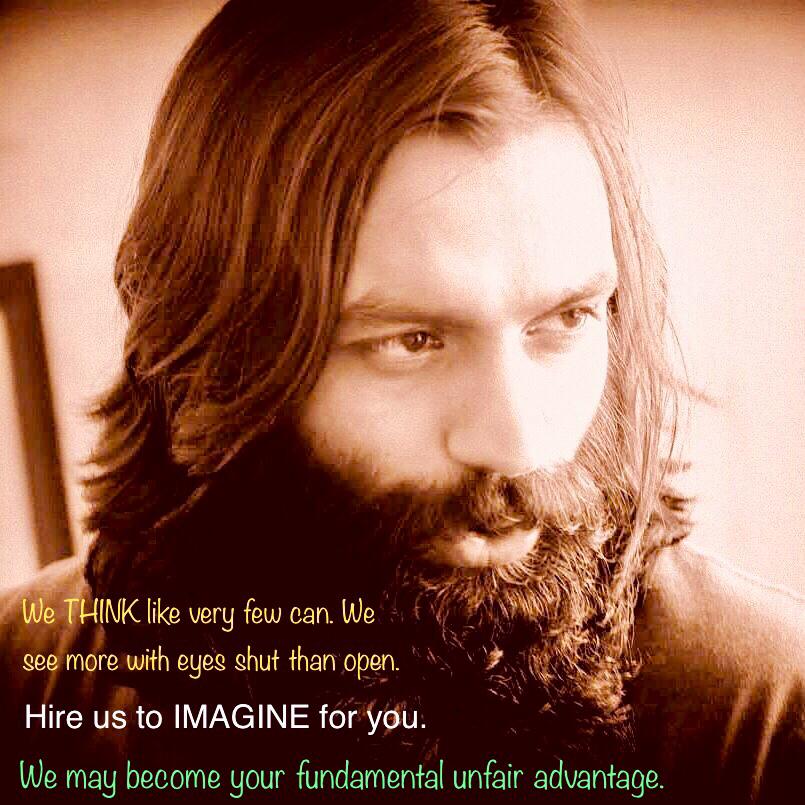 We THINK like very few can. We
see more with eyes shut than open.
Hire us to IMAGINE for you.
We may become your fundamental unfair advantage.